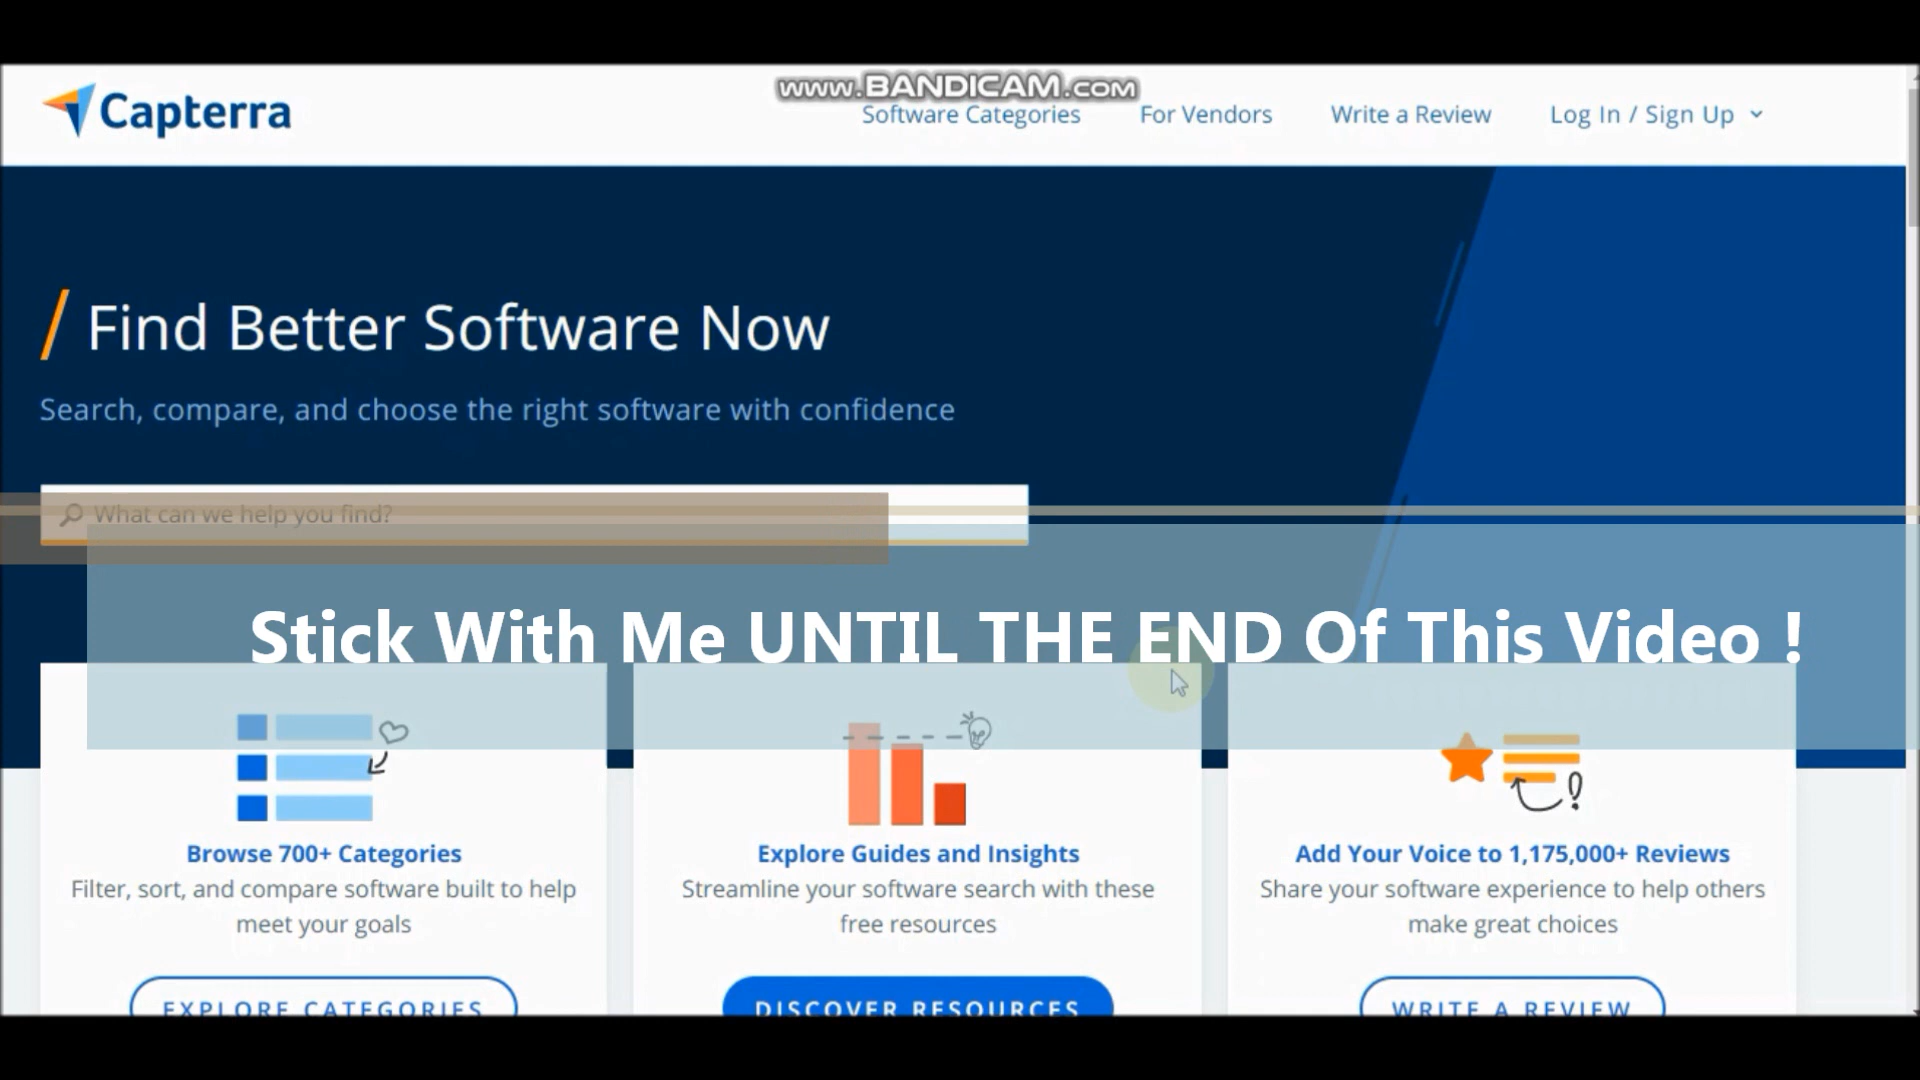 www.BANDICAM.com
Capterra
Software Categories
For Vendors
Write a Review
Log In / Sign Up
Find Better Software Now
Search, compare, and choose the right software with confidence
What can we help you find?
Stick With Me UNTIL THE END Of This Video !
Browse 700+ Categories
Filter, sort, and compare software built to help
meet your goals
EXPLORE CATEGORIES
Explore Guides and Insights
Streamline your software search with these
free resources
DISCOVER RESOURCES
Add Your Voice to 1,175,000+ Reviews
Share your software experience to help others
make great choices
WRITE A REVIEW